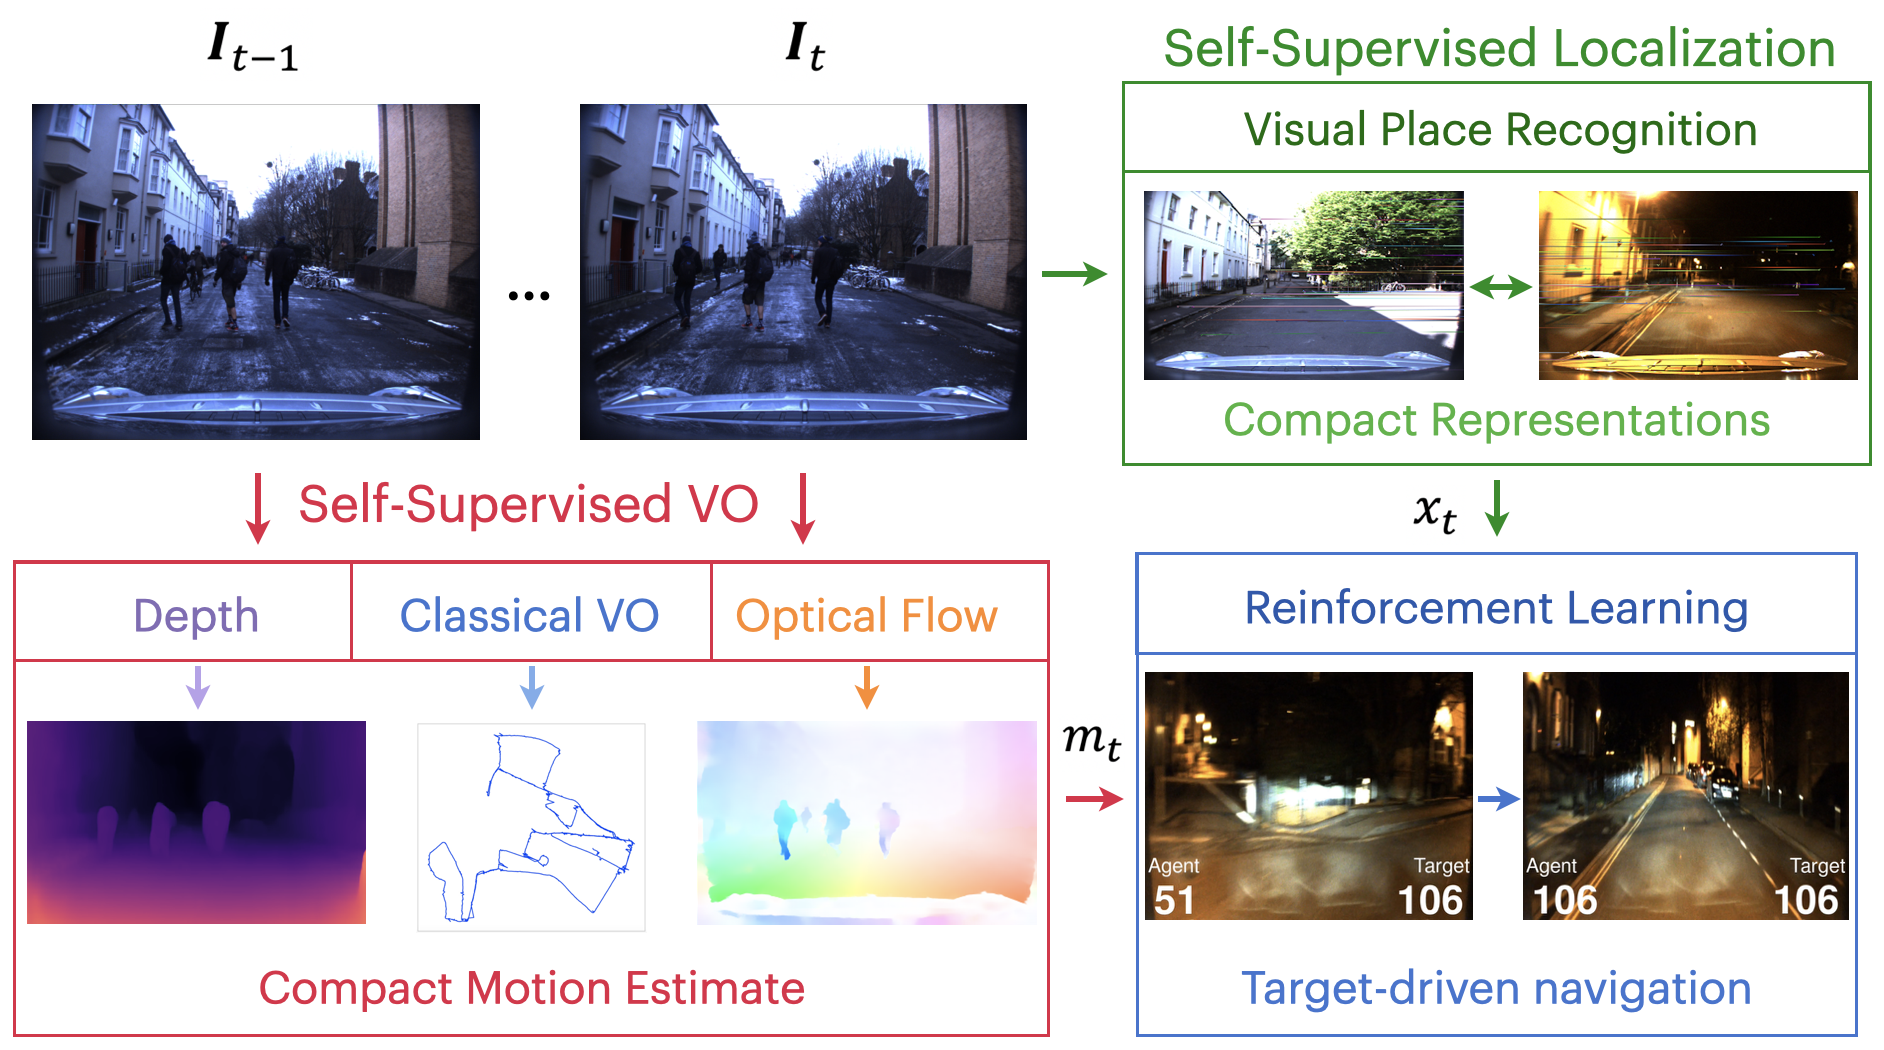 I_{t−1}
I_t
Self-Supervised Localization
Visual Place Recognition
...
Compact Representations
Self-Supervised VO
x_t
Depth
Classical VO
Optical Flow
Reinforcement Learning
m_t
Agent
51
Target
106
Agent
106
Target
106
Compact Motion Estimate
Target-driven navigation